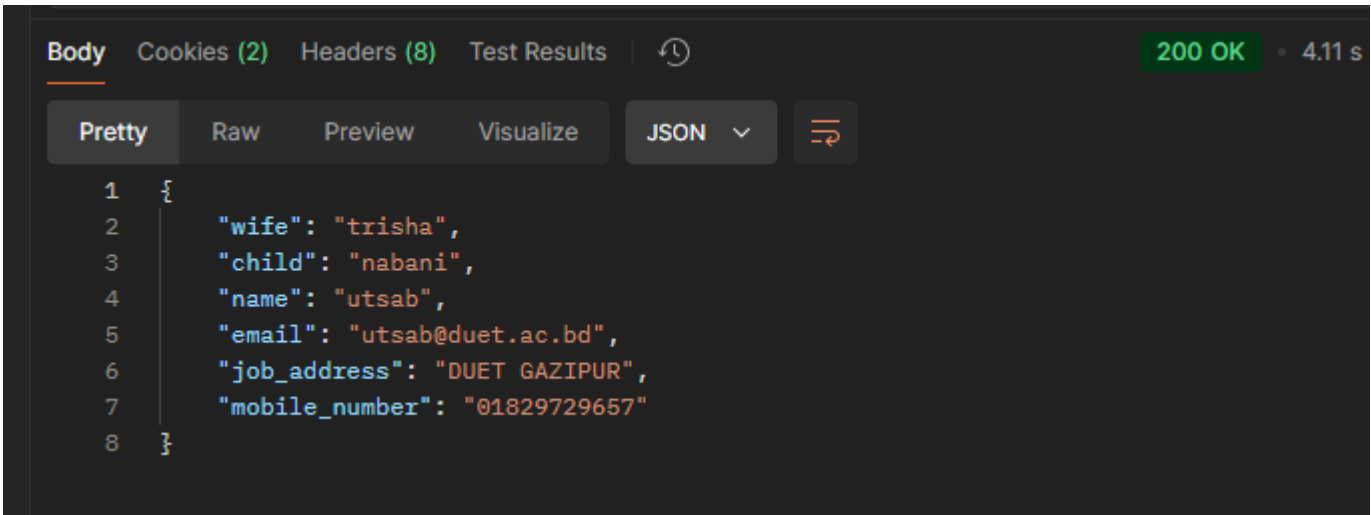 Body Cookies (2) Headers (8) Test Results 200 OK • 4.11 s
Pretty Raw Preview Visualize JSON
1 {
2 "wife": "trisha",
3 "child": "nabani",
4 "name": "utsab",
5 "email": "utsab@duet.ac.bd",
6 "job_address": "DUET GAZIPUR",
7 "mobile_number": "01829729657"
8 }